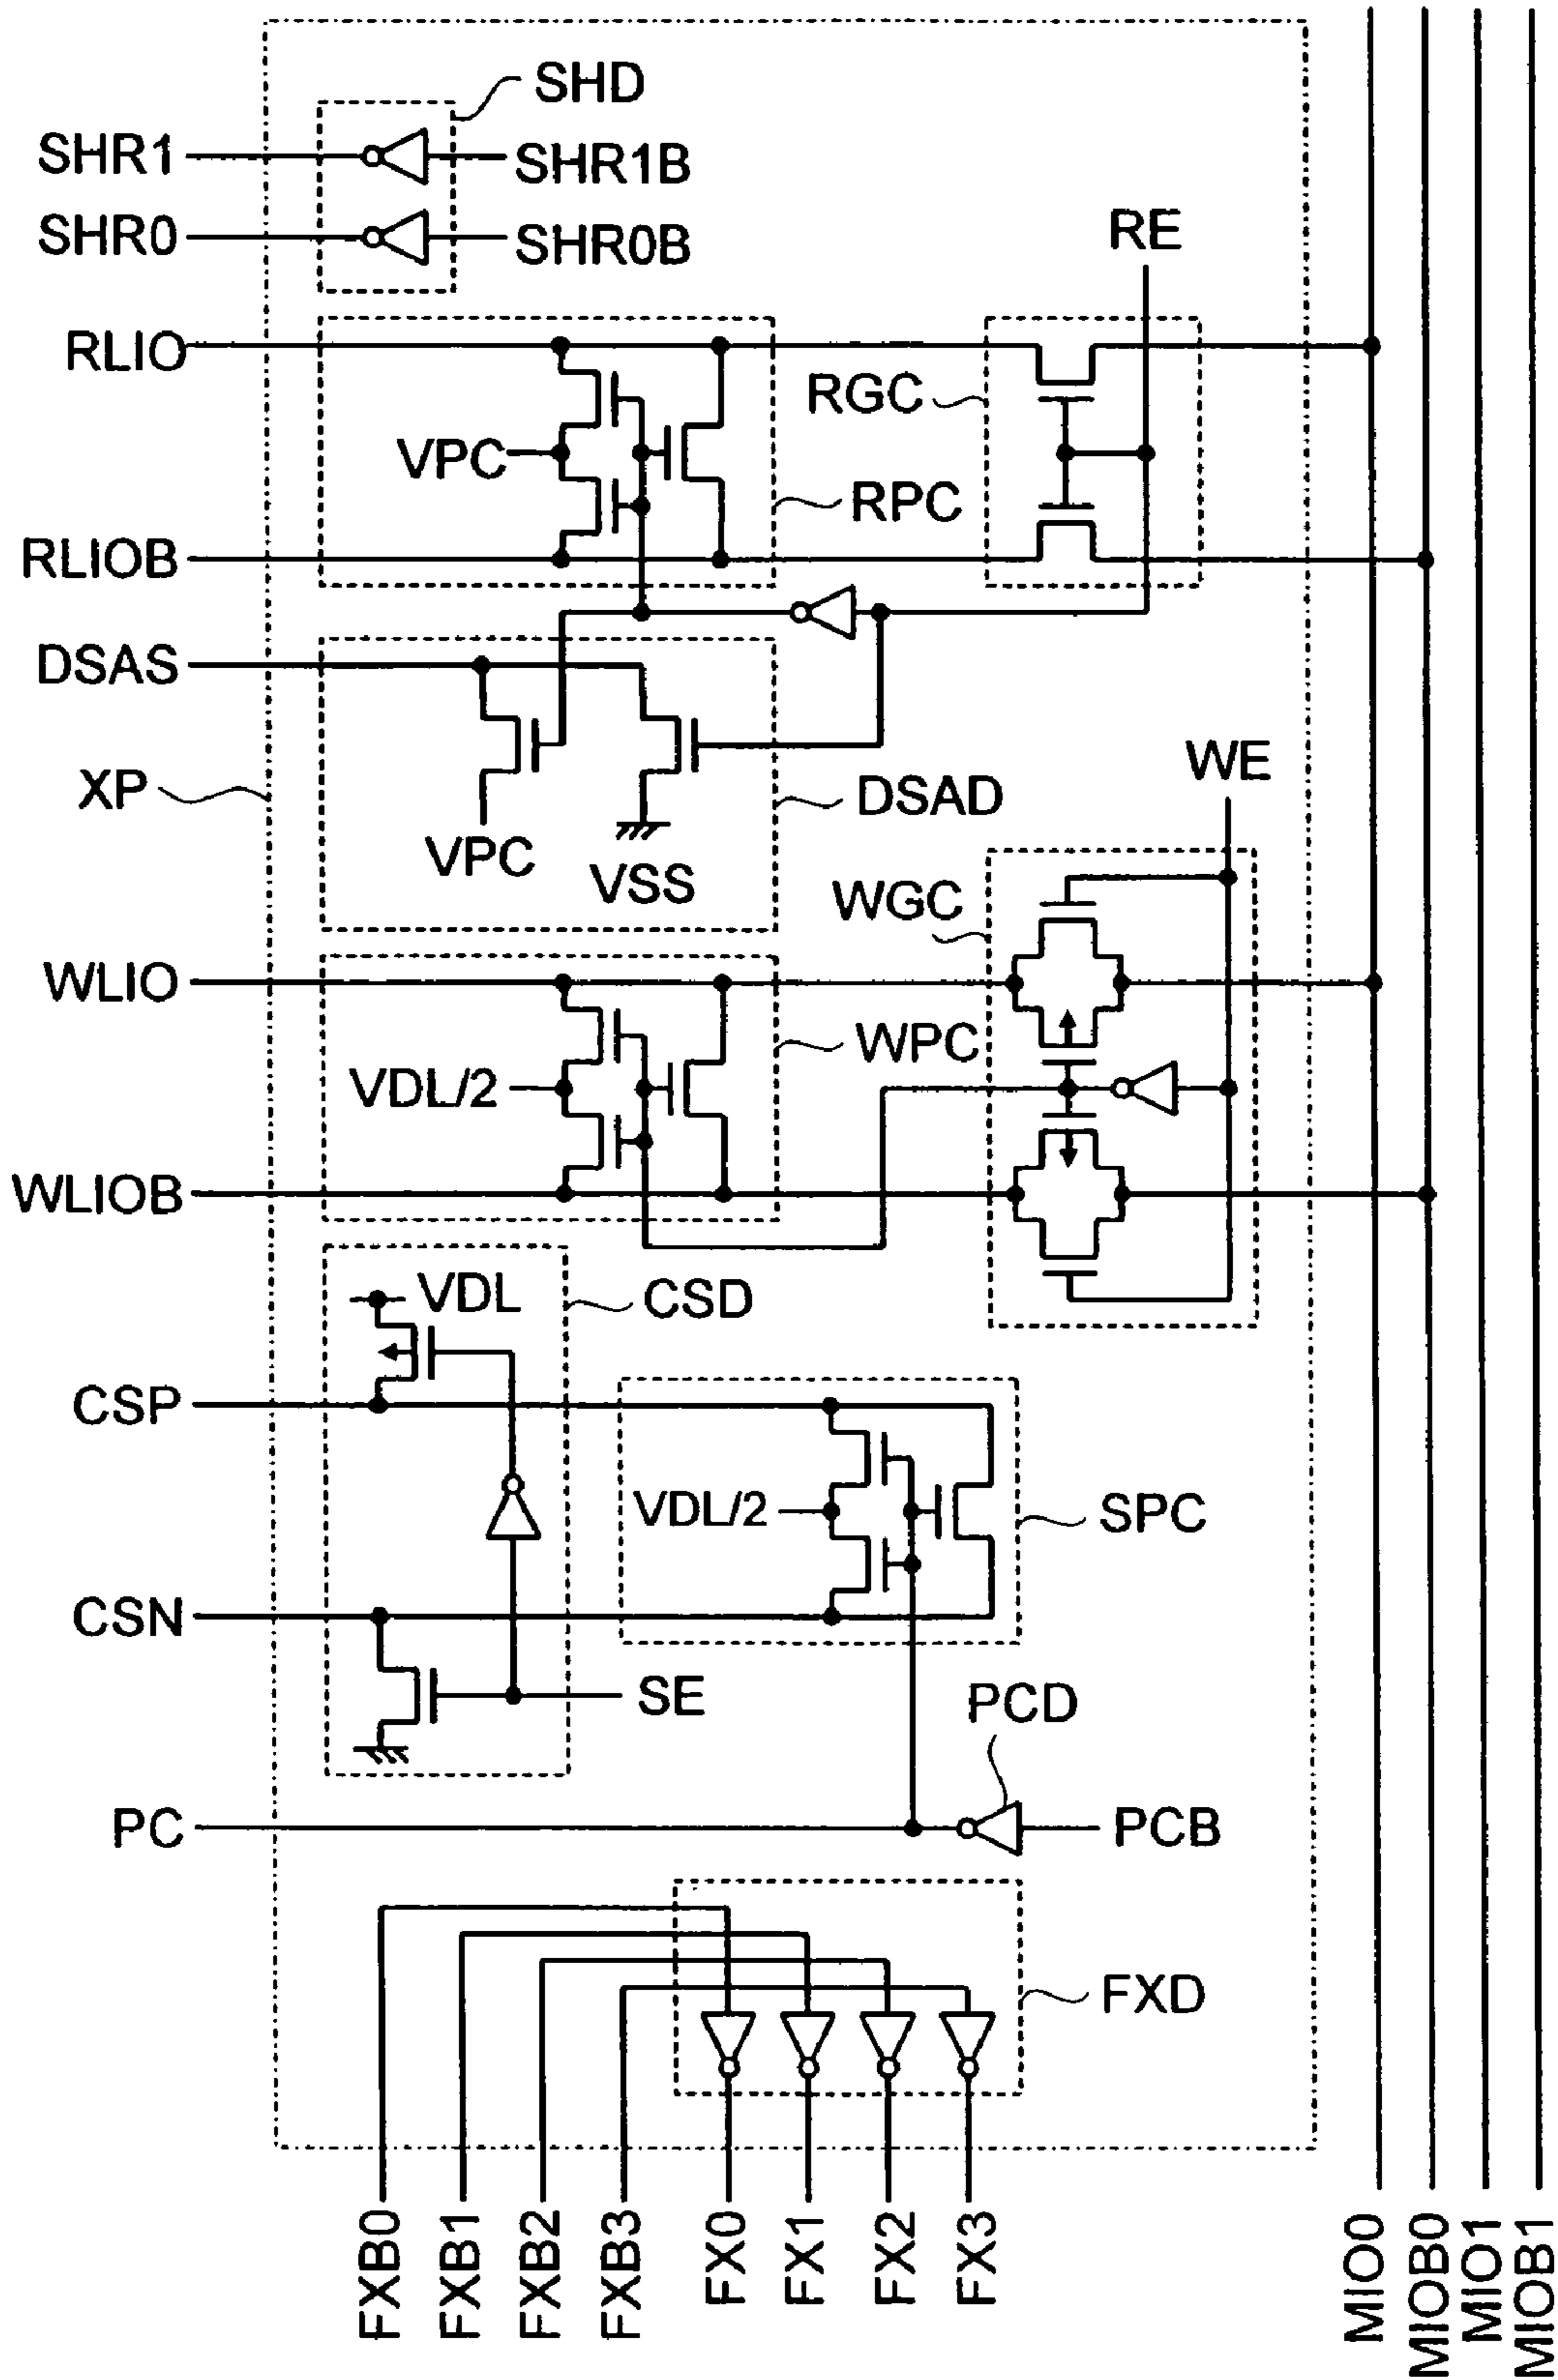 SHD
SHR1
SHR1B
SHR0
SHR0B
RE
RLIO
RGC
VPC
RPC
RLIOB
DSAS
WE
XP
DSAD
VPC
VSS
WGC
WLIO
WPC
VDL/2
WLIOB
VDL
CSD
CSP
VDL/2
SPC
CSN
SE
PCD
PC
PCB
FXD
FXB0
FXB1
FXB2
FXB3
FX0
FX1
FX2
FX3
MIO0
MIOB0
MIO1
MIOB1